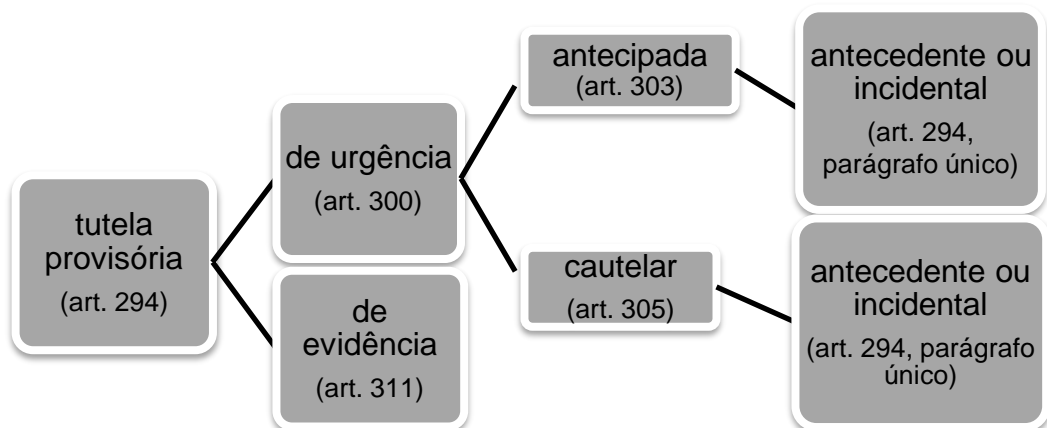 tutela
provisória
(art. 294)
de urgência
(art. 300)
de
evidência
(art. 311)
antecipada
(art. 303)
cautelar
(art. 305)
antecedente ou
incidental
(art. 294,
parágrafo único)
antecedente ou
incidental
(art. 294, parágrafo
único)